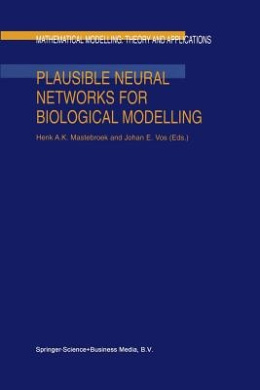 MATHEMATICAL MODELLING: THEORY AND APPLICATIONS
PLAUSIBLE NEURAL
NETWORKS FOR
BIOLOGICAL MODELLING
Henk A.K. Mastebroek and Johan E. Vos (Eds.)
Springer-Science+Business Media, B.V.